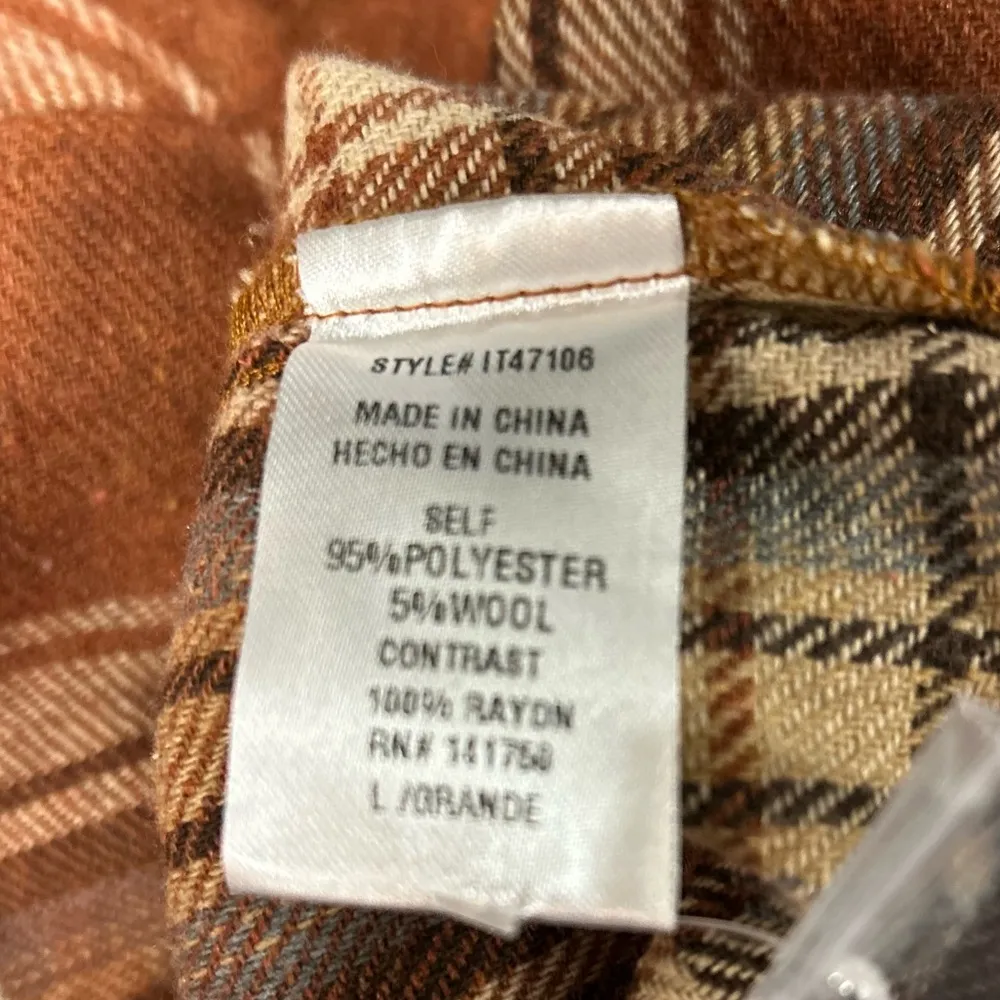 STYLE# IT47106
MADE IN CHINA
HECHO EN CHINA
SELF
95%POLYESTER
5%WOOL
CONTRAST
100% RAYON
RN# 141750
L /GRANDE